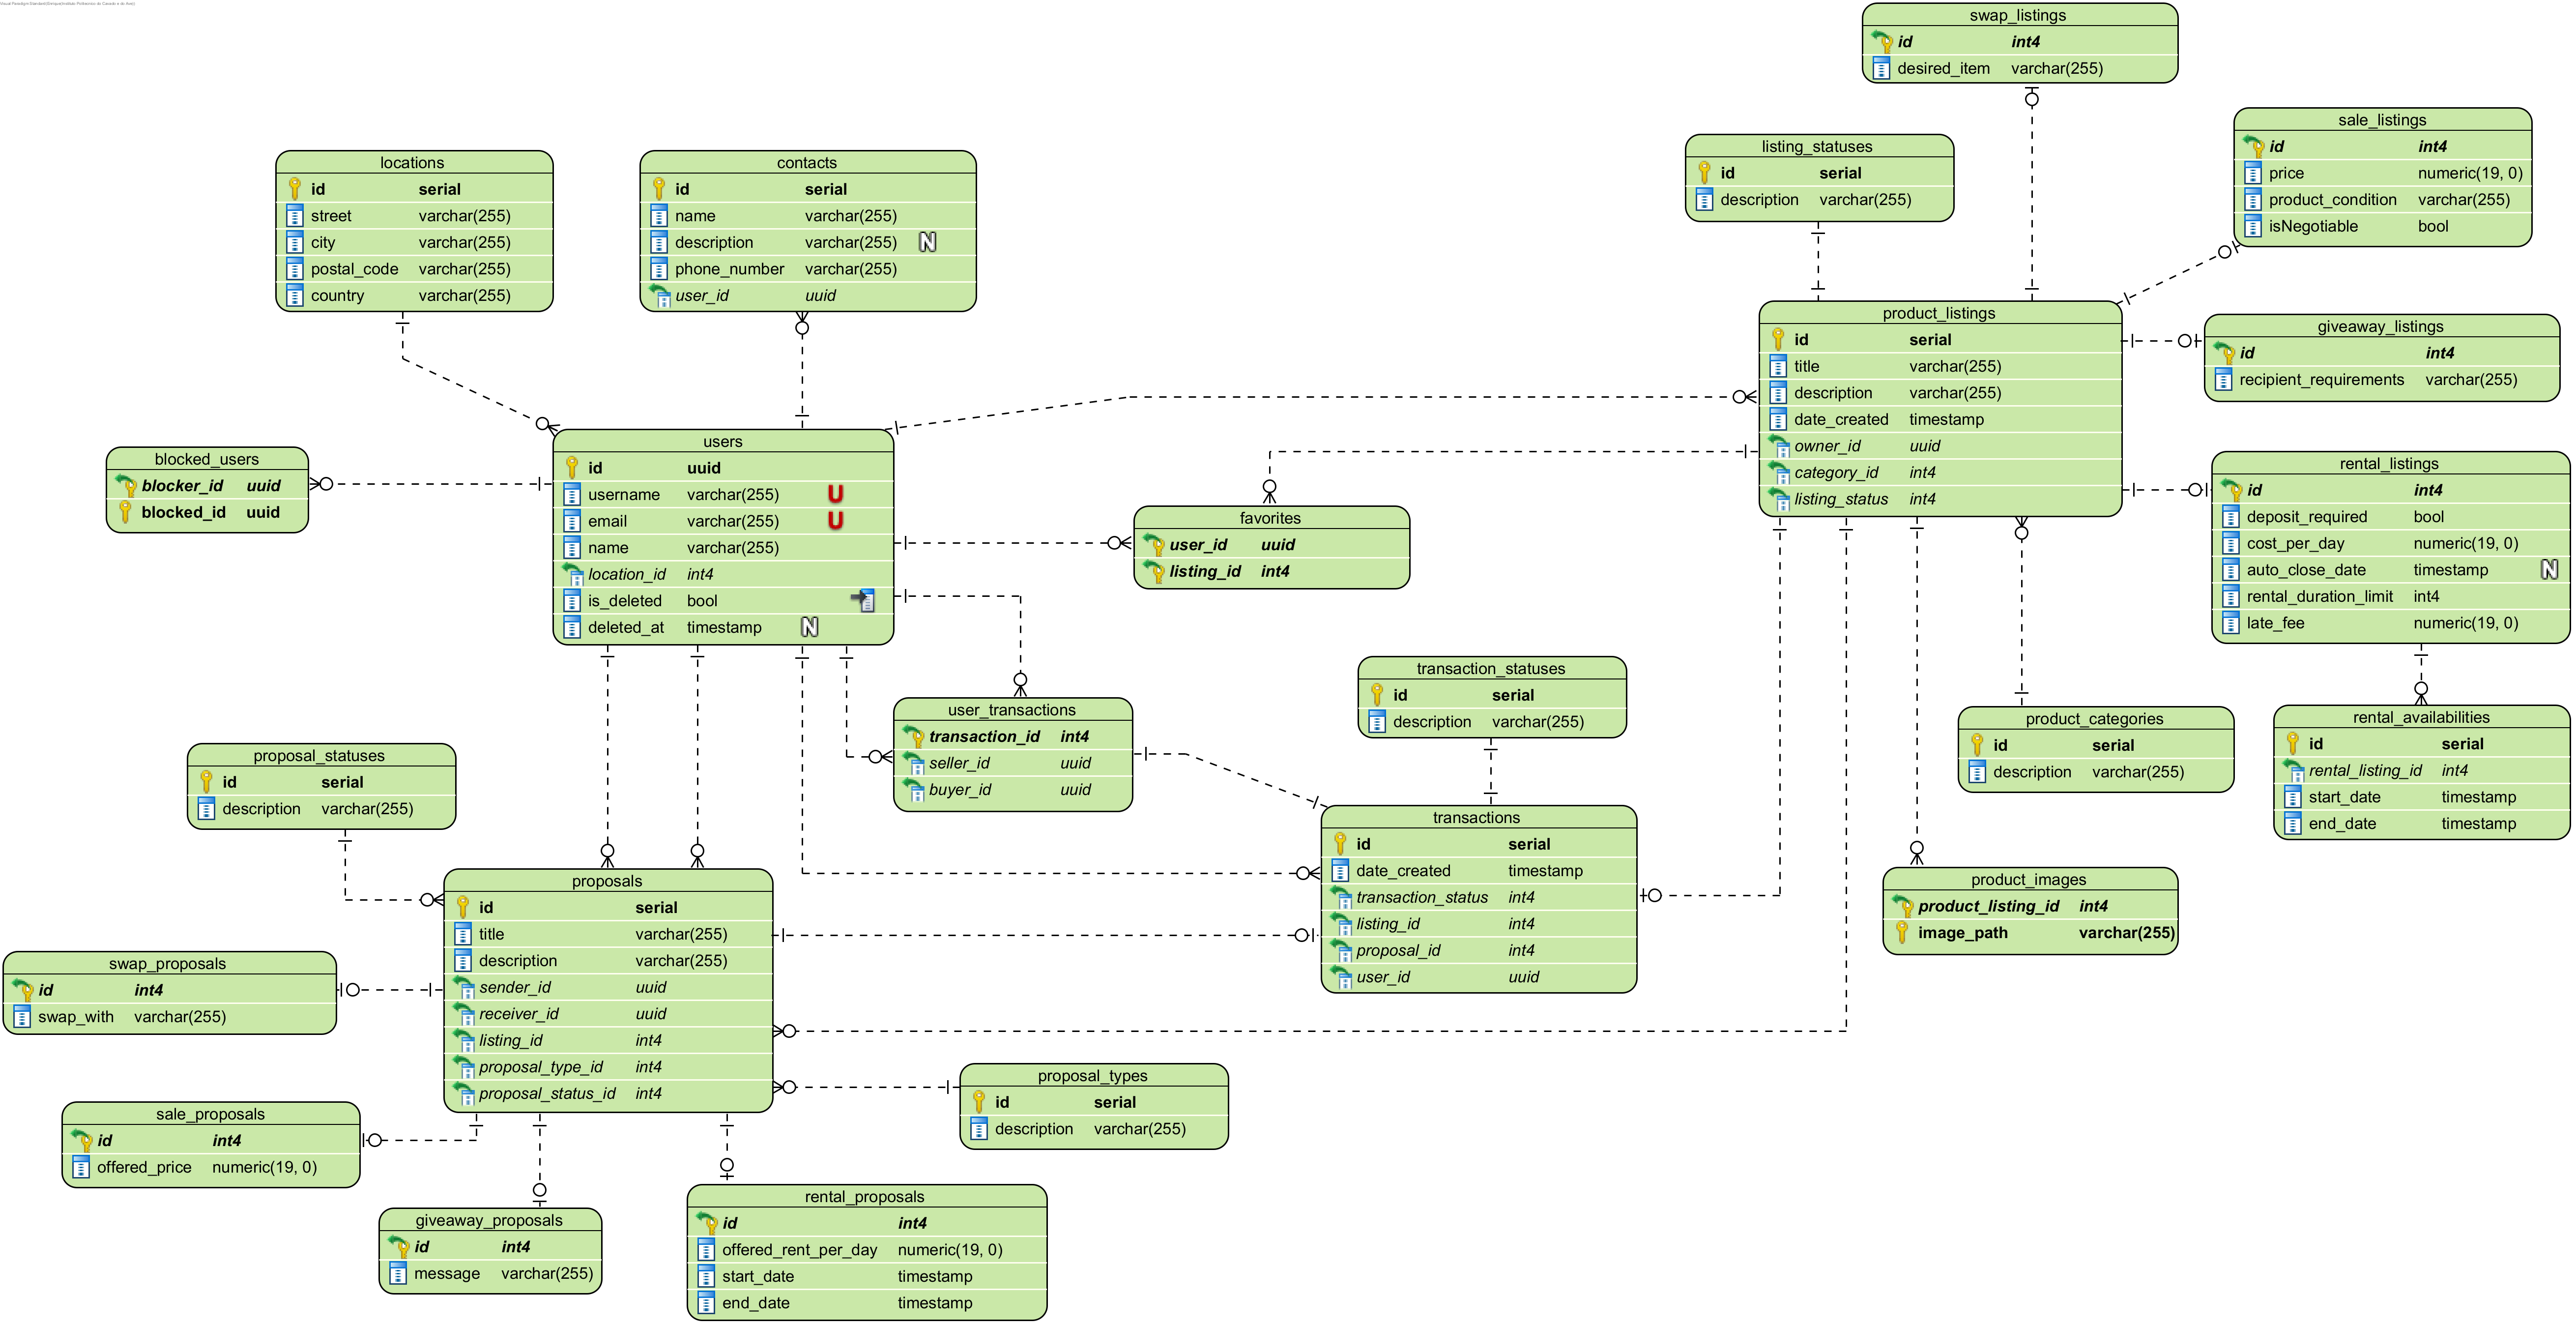 Visual Paradigm Standard(Enrique(Instituto Politécnico do Cávado e do Ave))
swap_listings
id int4
desired_item varchar(255)
sale_listings
id int4
price numeric(19, 0)
product_condition varchar(255)
isNegotiable bool
listing_statuses
id serial
description varchar(255)
locations
id serial
street varchar(255)
city varchar(255)
postal_code varchar(255)
country varchar(255)
contacts
id serial
name varchar(255)
description varchar(255) N
phone_number varchar(255)
user_id uuid
product_listings
id serial
title varchar(255)
description varchar(255)
date_created timestamp
owner_id uuid
category_id int4
listing_status int4
giveaway_listings
id int4
recipient_requirements varchar(255)
users
id uuid
username varchar(255) U
email varchar(255) U
name varchar(255)
location_id int4
is_deleted bool
deleted_at timestamp N
blocked_users
blocker_id uuid
blocked_id uuid
rental_listings
id int4
deposit_required bool
cost_per_day numeric(19, 0)
auto_close_date timestamp N
rental_duration_limit int4
late_fee numeric(19, 0)
favorites
user_id uuid
listing_id int4
transaction_statuses
id serial
description varchar(255)
user_transactions
transaction_id int4
seller_id uuid
buyer_id uuid
product_categories
id serial
description varchar(255)
rental_availabilities
id serial
rental_listing_id int4
start_date timestamp
end_date timestamp
proposal_statuses
id serial
description varchar(255)
transactions
id serial
date_created timestamp
transaction_status int4
listing_id int4
proposal_id int4
user_id uuid
product_images
product_listing_id int4
image_path varchar(255)
proposals
id serial
title varchar(255)
description varchar(255)
sender_id uuid
receiver_id uuid
listing_id int4
proposal_type_id int4
proposal_status_id int4
swap_proposals
id int4
swap_with varchar(255)
proposal_types
id serial
description varchar(255)
sale_proposals
id int4
offered_price numeric(19, 0)
rental_proposals
id int4
offered_rent_per_day numeric(19, 0)
start_date timestamp
end_date timestamp
giveaway_proposals
id int4
message varchar(255)